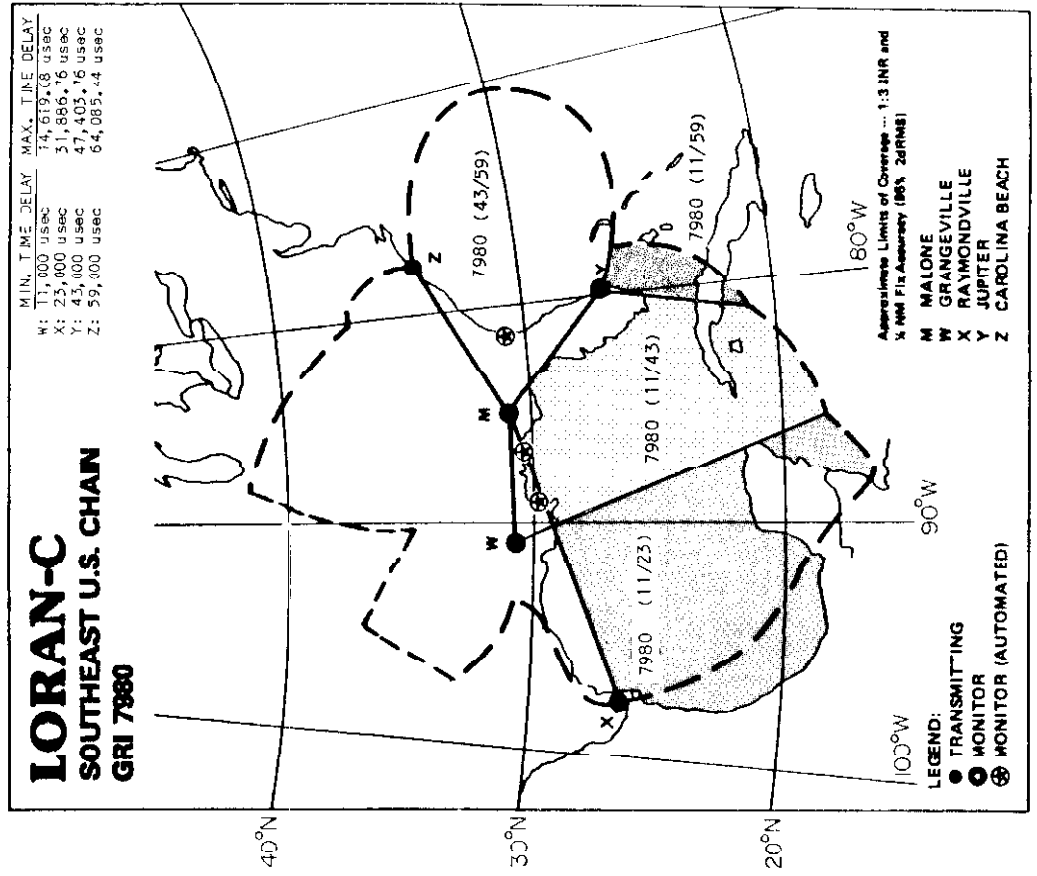 LORAN-C
SOUTHEAST U.S. CHAIN
GRI 7980
MIN. TIME DELAY MAX. TIME DELAY
W: 11,000 usec 14,619.08 usec
X: 23,000 usec 31,886.76 usec
Y: 43,000 usec 47,403.76 usec
Z: 59,000 usec 64,085.44 usec
40°N
30°N
20°N
100°W
90°W
80°W
Z
M
W
Y
X
7980 (43/59)
7980 (11/59)
7980 (11/43)
7980 (11/23)
LEGEND:
TRANSMITTING
MONITOR
MONITOR (AUTOMATED)
Approximate Limits of Coverage -- 1:3 INR and
¼ NM Fix Accuracy (95% 2dRMS)
M MALONE
W GRANGEVILLE
X RAYMONDVILLE
Y JUPITER
Z CAROLINA BEACH